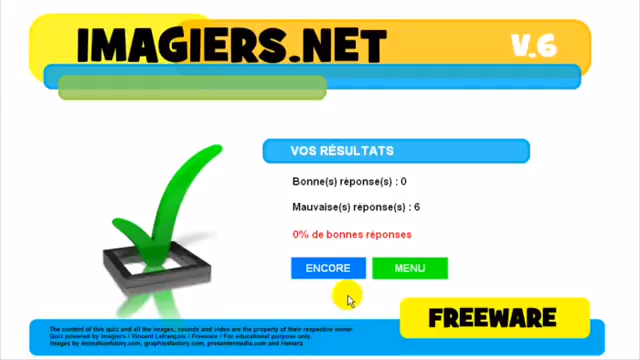 IMAGIERS.NET
V.6
VOS RÉSULTATS
Bonne(s) réponse(s) : 0
Mauvaise(s) réponse(s) : 6
0% de bonnes réponses
ENCORE
MENU
FREEWARE
The content of this quiz and all the images, sounds and video are the property of their respective owner.
Quiz powered by Imagiers / Vincent Lefrançois / Freeware / For educational purpose only.
Images by Animationfactory.com, graphicsfactory.com, presentermedia.com and Hemera.